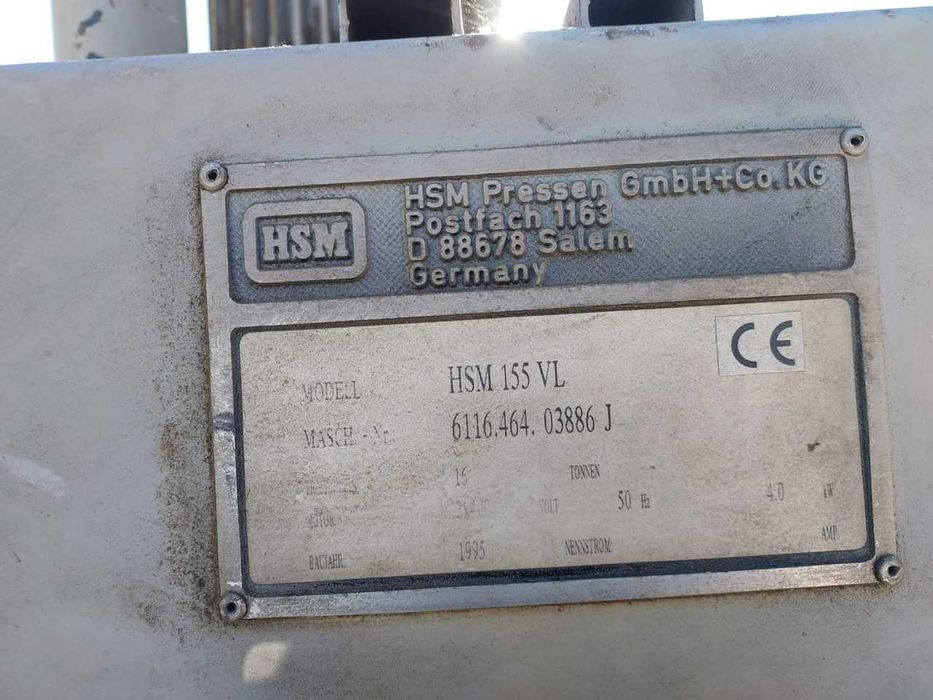 HSM
HSM Pressen GmbH+Co. KG
Postfach 1163
D 88678 Salem
Germany
CE
MODELL HSM 155 VL
MASCH. - Nr. 6116.464. 03886 J
16 TONNEN
MOTOR VOLT 50 Hz 4.0 kW
BAUJAHR 1995 NENNSTROM AMP